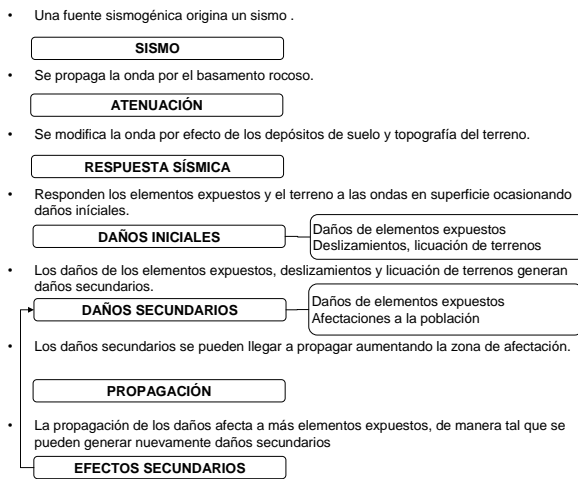 • Una fuente sismogénica origina un sismo .
SISMO
• Se propaga la onda por el basamento rocoso.
ATENUACIÓN
• Se modifica la onda por efecto de los depósitos de suelo y topografía del terreno.
RESPUESTA SÍSMICA
• Responden los elementos expuestos y el terreno a las ondas en superficie ocasionando
daños iníciales.
DAÑOS INICIALES
Daños de elementos expuestos
Deslizamientos, licuación de terrenos
• Los daños de los elementos expuestos, deslizamientos y licuación de terrenos generan
daños secundarios.
DAÑOS SECUNDARIOS
Daños de elementos expuestos
Afectaciones a la población
• Los daños secundarios se pueden llegar a propagar aumentando la zona de afectación.
PROPAGACIÓN
• La propagación de los daños afecta a más elementos expuestos, de manera tal que se
pueden generar nuevamente daños secundarios
EFECTOS SECUNDARIOS